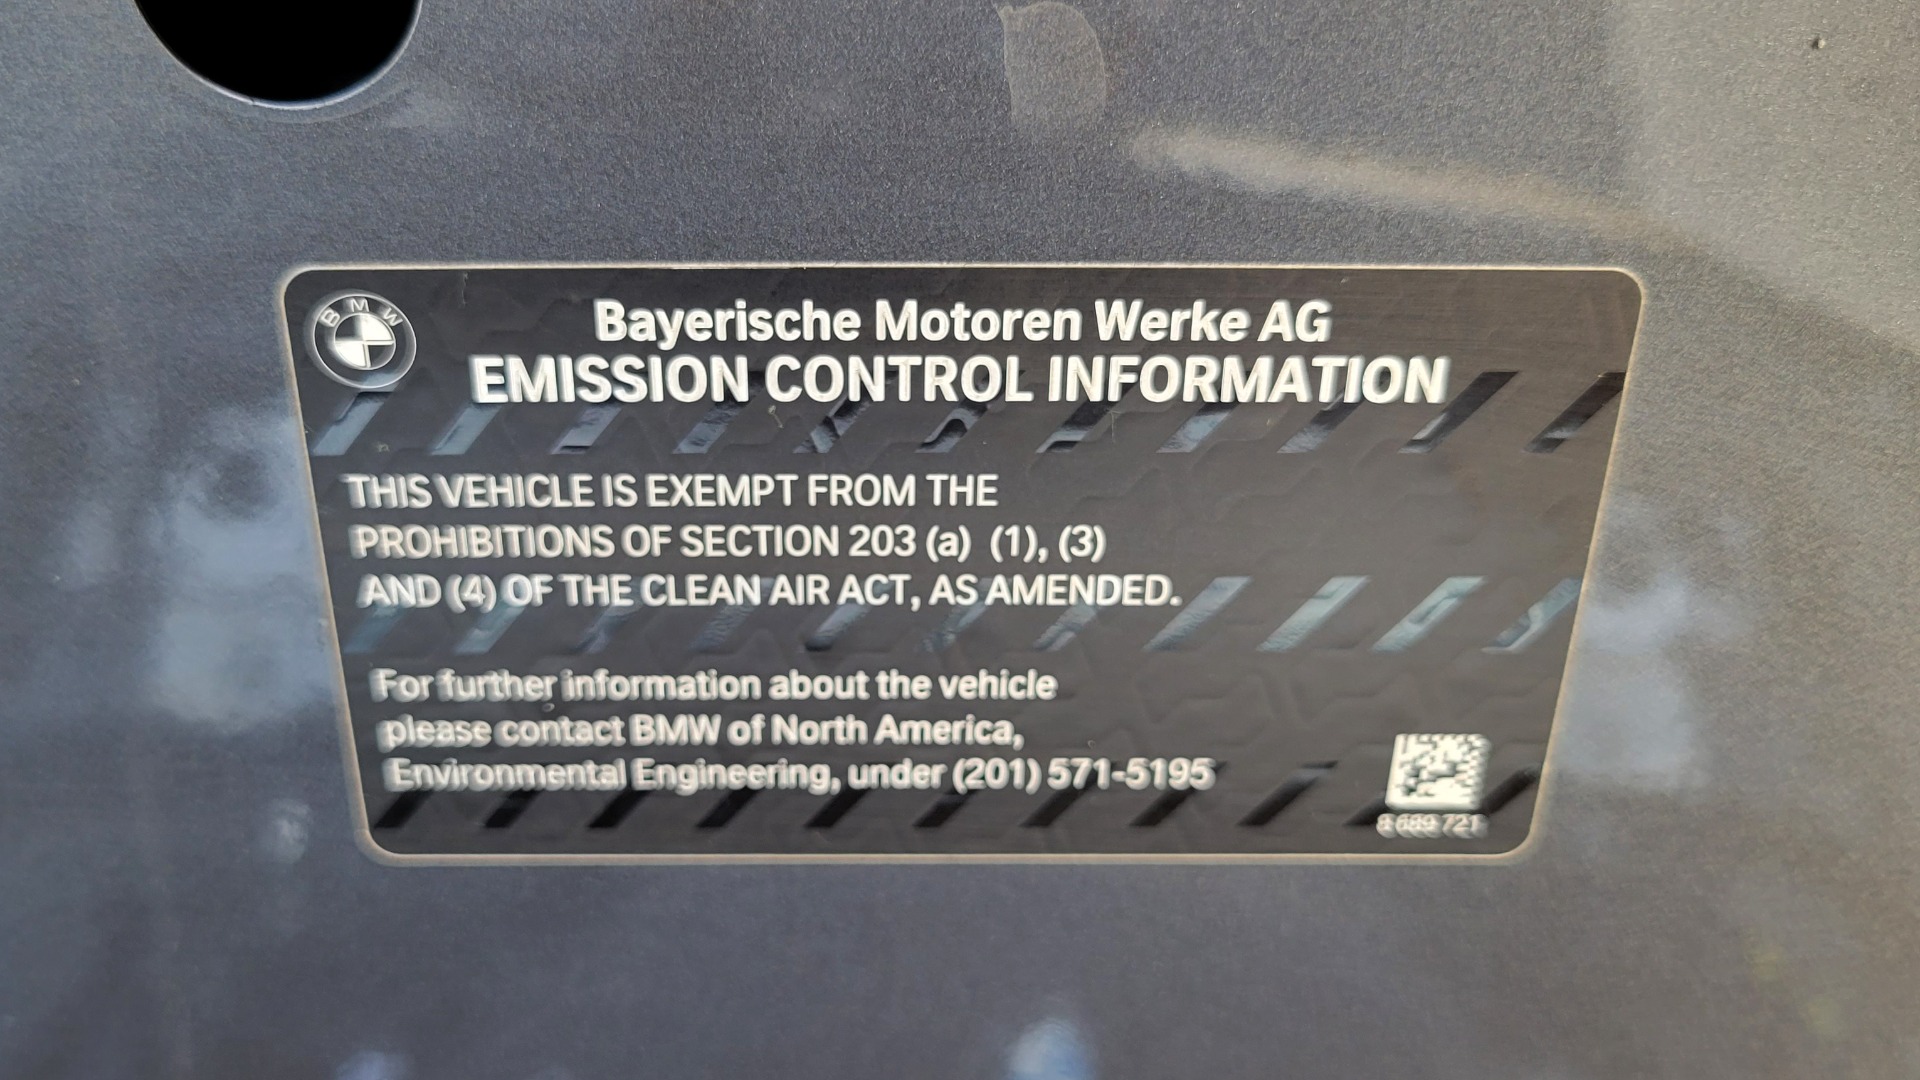 BMW
Bayerische Motoren Werke AG
EMISSION CONTROL INFORMATION
THIS VEHICLE IS EXEMPT FROM THE
PROHIBITIONS OF SECTION 203 (a) (1), (3)
AND (4) OF THE CLEAN AIR ACT, AS AMENDED.
For further information about the vehicle
please contact BMW of North America,
Environmental Engineering, under (201) 571-5195
8 689 721